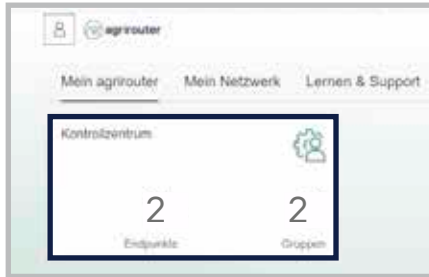 agrirouter
Mein agrirouter Mein Netzwerk Lernen & Support
Kontrollzentrum
2 2
Endpunkte Gruppen